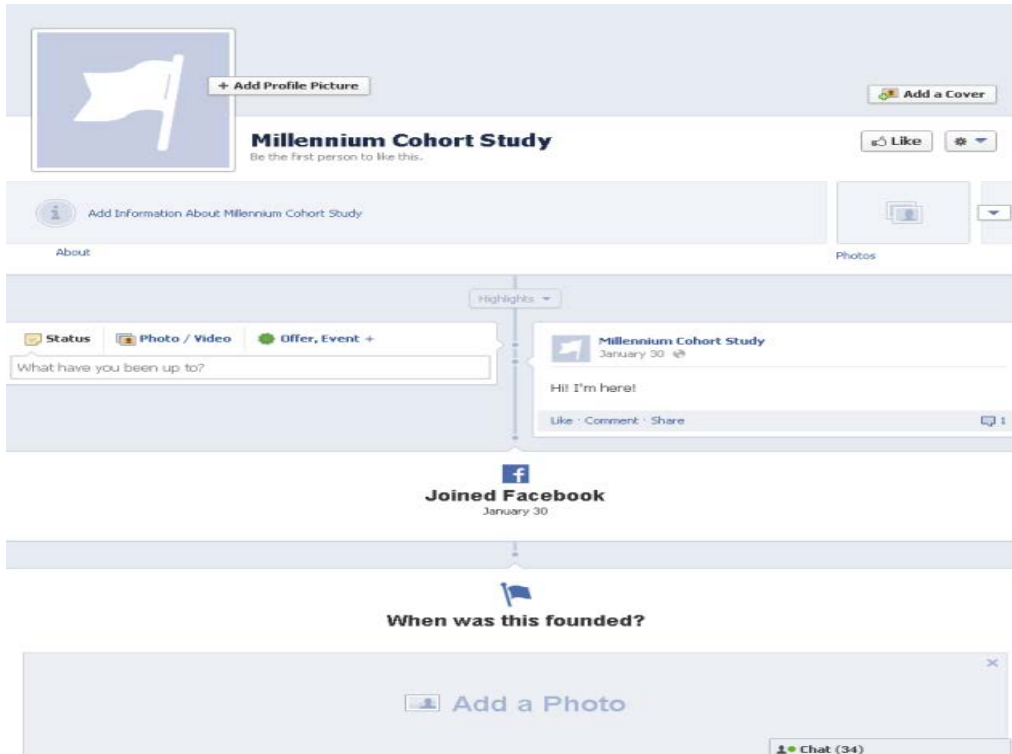 + Add Profile Picture
Add a Cover
Millennium Cohort Study
Be the first person to like this.
Like
i
Add Information About Millennium Cohort Study
About
Photos
Highlights
Status
Photo / Video
Offer, Event +
What have you been up to?
Millennium Cohort Study
January 30
Hi! I'm here!
Like · Comment · Share
1
f
Joined Facebook
January 30
When was this founded?
Add a Photo
Chat (34)